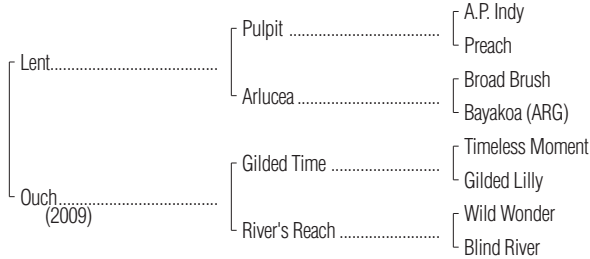 A.P. Indy
Pulpit ................................
Preach
Lent.....................................
Broad Brush
Arlucea ................................
Bayakoa (ARG)
Timeless Moment
Gilded Time ........................
Gilded Lilly
Ouch...................................
(2009)
Wild Wonder
River's Reach ......................
Blind River